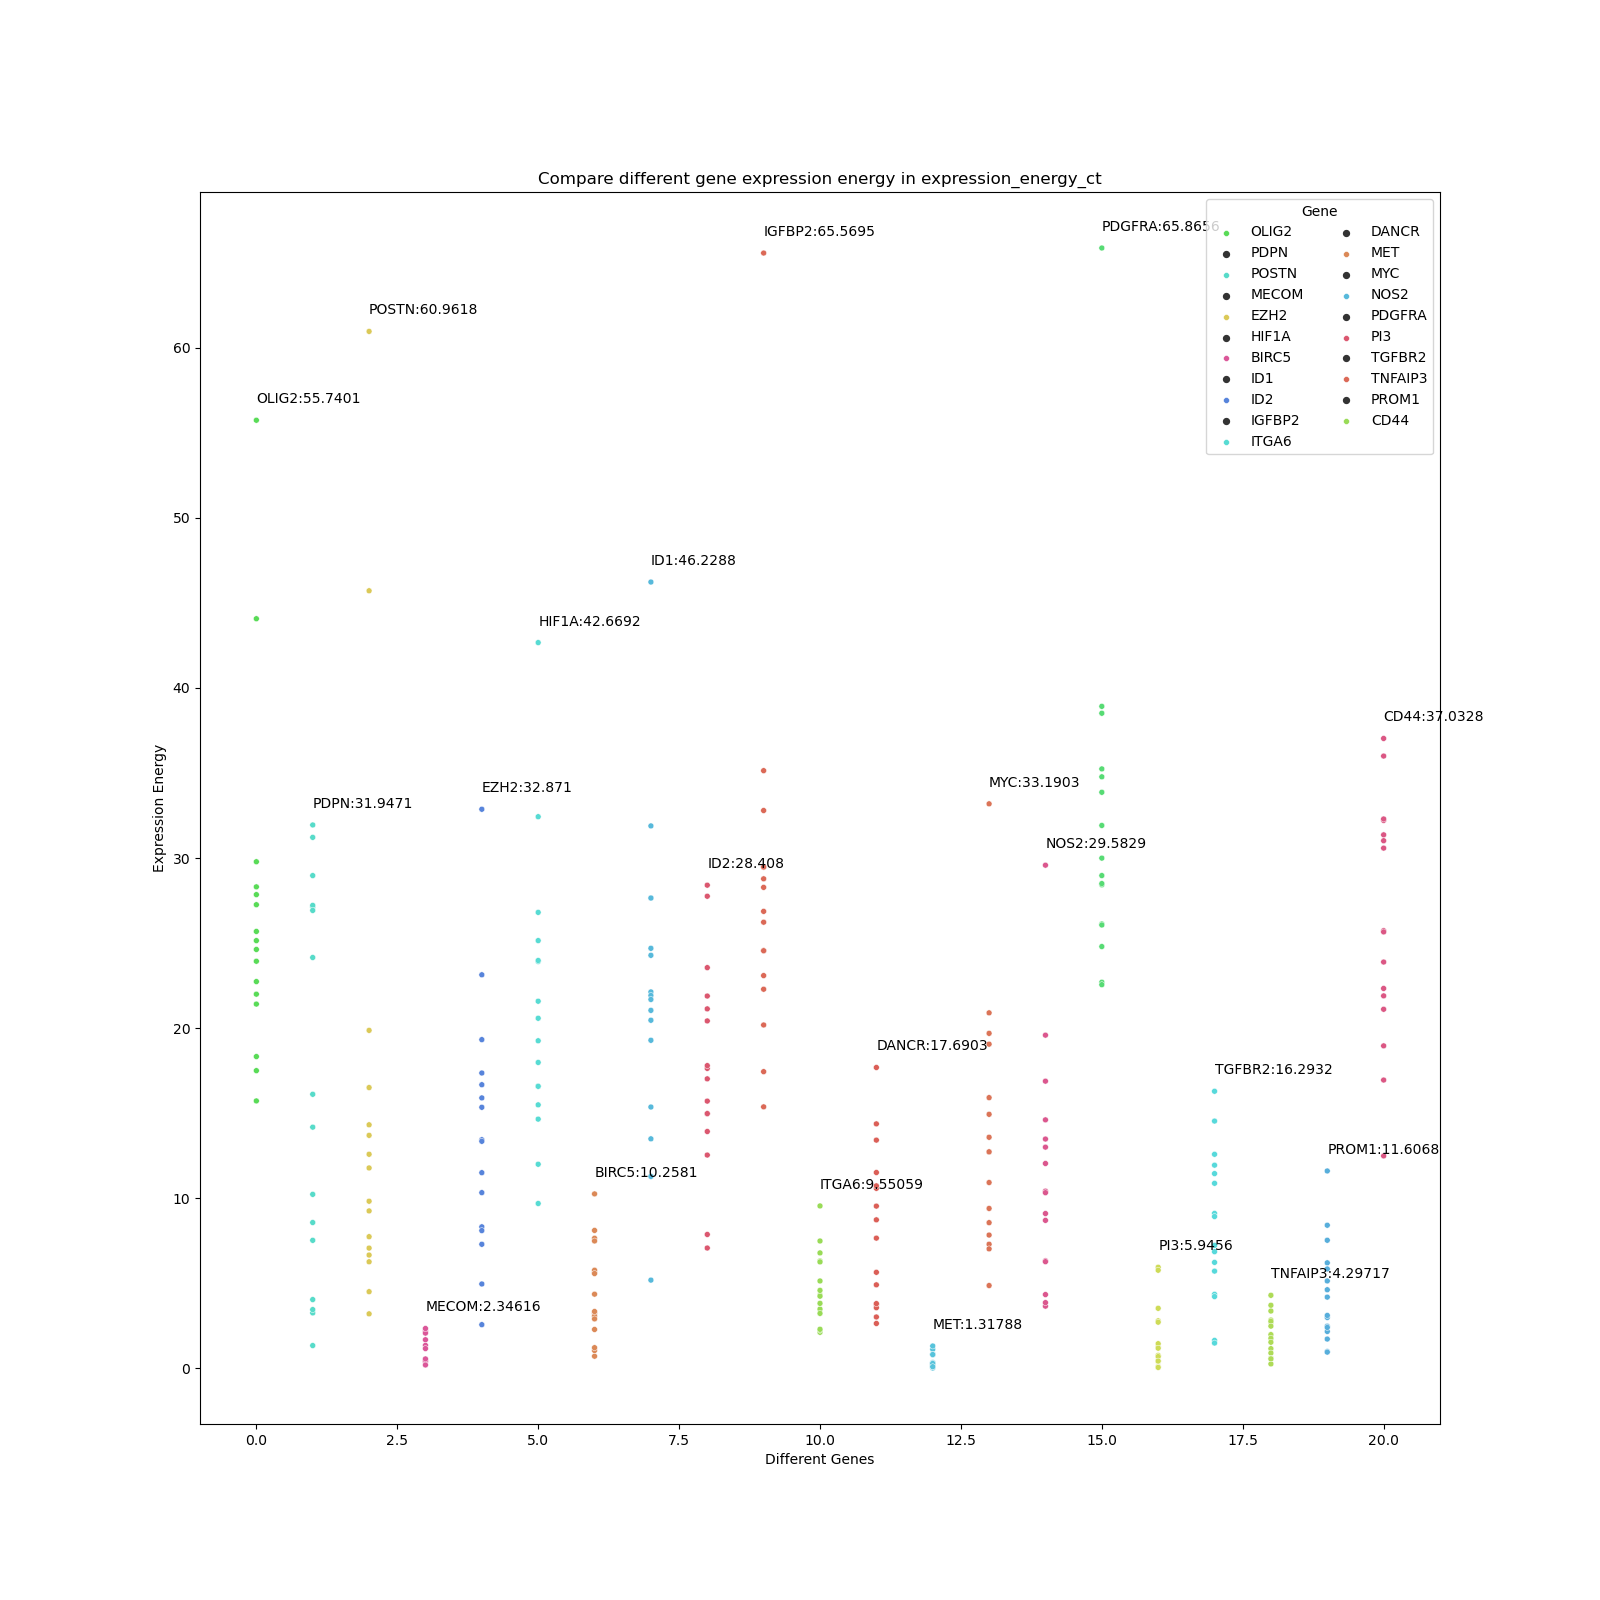 Compare different gene expression energy in expression_energy_ct
Gene
OLIG2
PDPN
POSTN
MECOM
EZH2
HIF1A
BIRC5
ID1
ID2
IGFBP2
ITGA6
DANCR
MET
MYC
NOS2
PDGFRA
PI3
TGFBR2
TNFAIP3
PROM1
CD44
PDGFRA:65.8656
IGFBP2:65.5695
POSTN:60.9618
OLIG2:55.7401
ID1:46.2288
HIF1A:42.6692
CD44:37.0328
MYC:33.1903
EZH2:32.871
PDPN:31.9471
NOS2:29.5829
ID2:28.408
DANCR:17.6903
TGFBR2:16.2932
PROM1:11.6068
BIRC5:10.2581
ITGA6:9.55059
PI3:5.9456
TNFAIP3:4.29717
MECOM:2.34616
MET:1.31788
Expression Energy
60
50
40
30
20
10
0
0.0 2.5 5.0 7.5 10.0 12.5 15.0 17.5 20.0
Different Genes